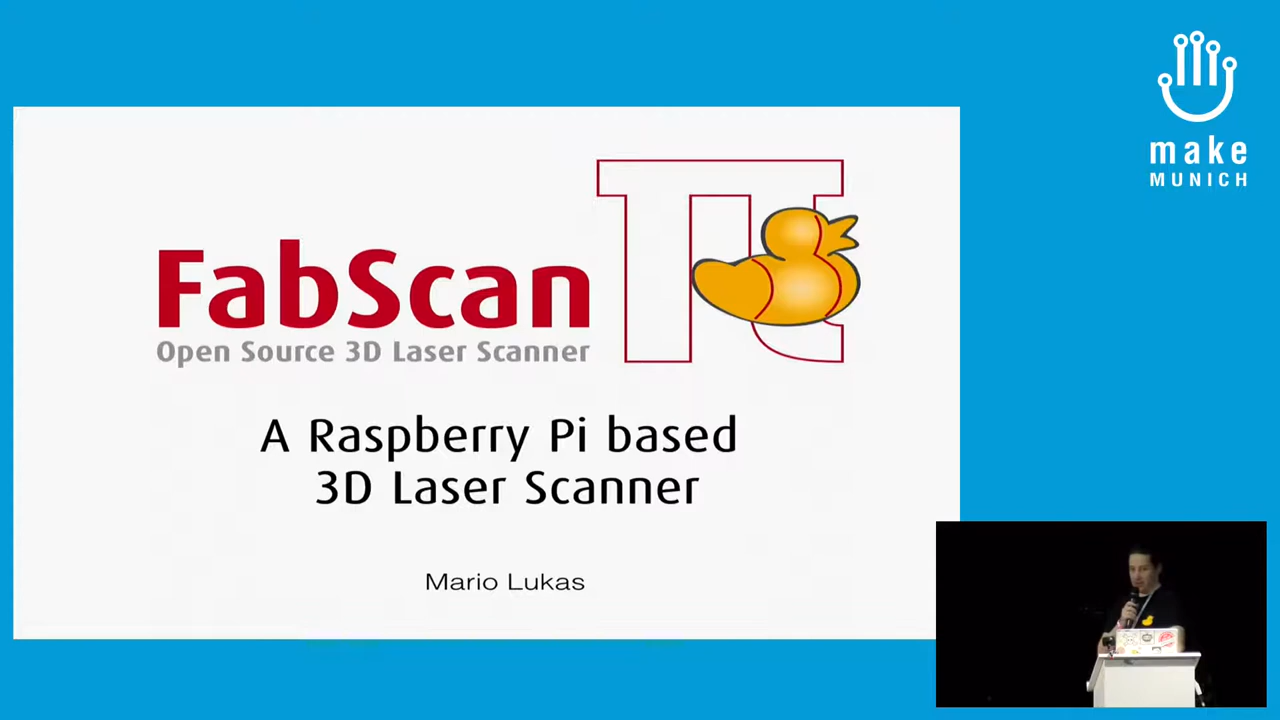 FabScan
Open Source 3D Laser Scanner
A Raspberry Pi based
3D Laser Scanner
Mario Lukas
make
MUNICH